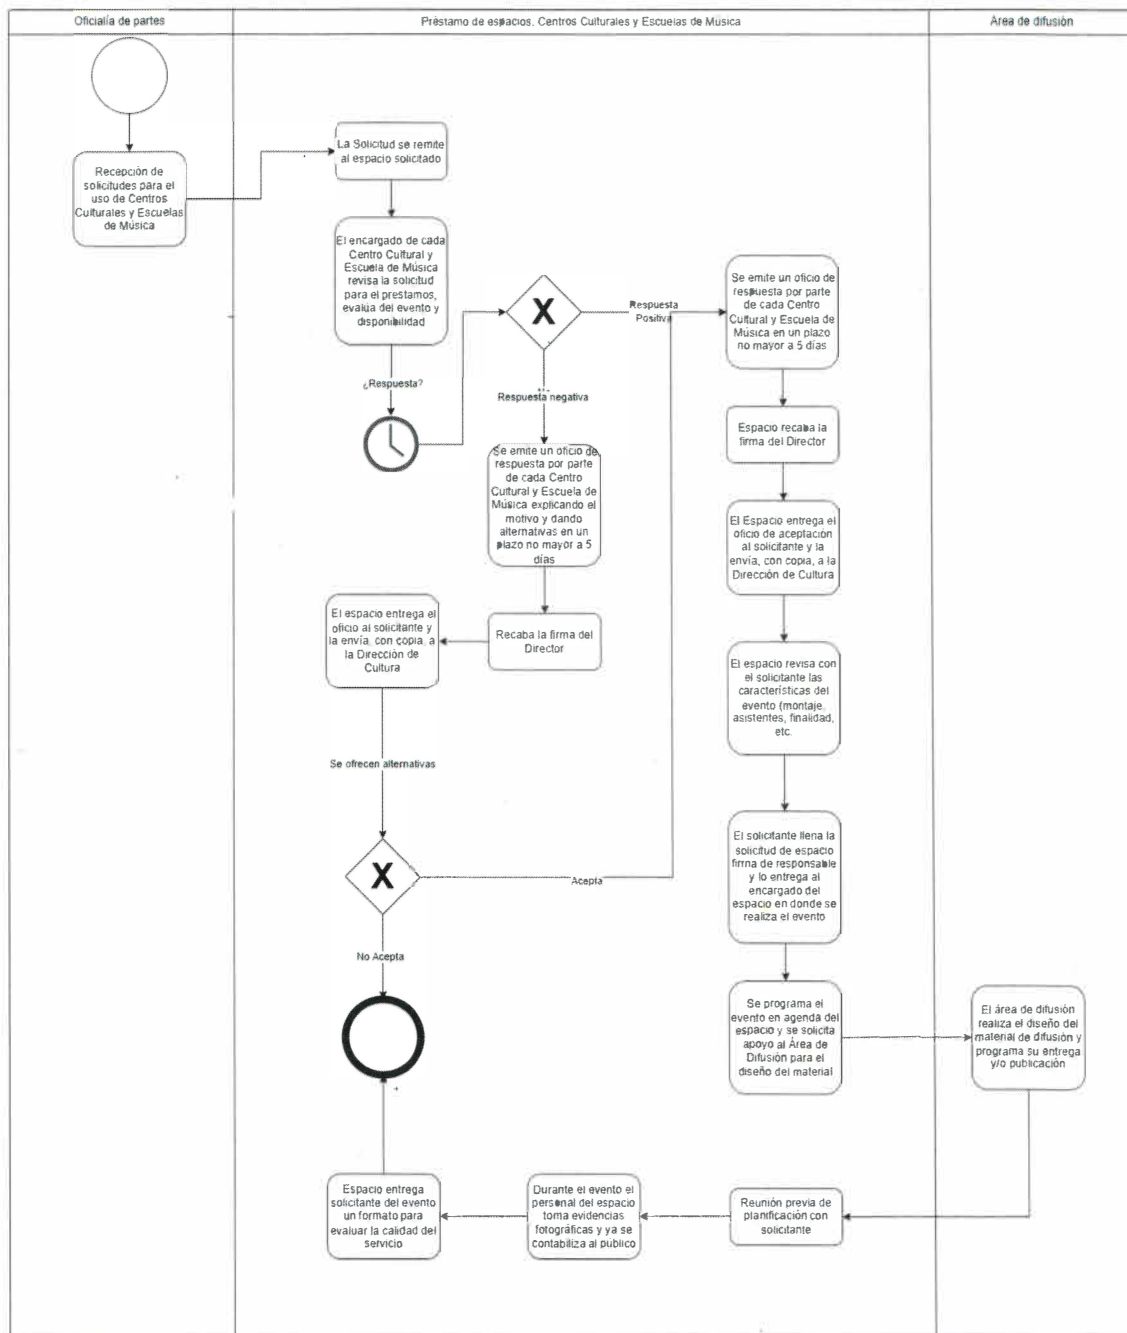 Oficialía de partes
Préstamo de espacios, Centros Culturales y Escuelas de Música
Área de difusión
Recepción de
solicitudes para el
uso de Centros
Culturales y Escuelas
de Música
La Solicitud se remite
al espacio solicitado
El encargado de cada
Centro Cultural y
Escuela de Música
revisa la solicitud
para el prestamos,
evalúa del evento y
disponibilidad
¿Respuesta?
X
Respuesta
Positiva
Respuesta negativa
Se emite un oficio de
respuesta por parte
de cada Centro
Cultural y Escuela de
Música explicando el
motivo y dando
alternativas en un
plazo no mayor a 5
días
Recaba la firma del
Director
El espacio entrega el
oficio al solicitante y
la envía, con copia, a
la Dirección de
Cultura
Se ofrecen alternativas
X
Acepta
No Acepta
Se emite un oficio de
respuesta por parte
de cada Centro
Cultural y Escuela de
Música en un plazo
no mayor a 5 días
Espacio recaba la
firma del Director
El Espacio entrega el
oficio de aceptación
al solicitante y la
envía, con copia, a la
Dirección de Cultura
El espacio revisa con
el solicitante las
características del
evento (montaje,
asistentes, finalidad,
etc.
El solicitante llena la
solicitud de espacio
firma de responsable
y lo entrega al
encargado del
espacio en donde se
realiza el evento
Se programa el
evento en agenda del
espacio y se solicita
apoyo al Área de
Difusión para el
diseño del material
El área de difusión
realiza el diseño del
material de difusión y
programa su entrega
y/o publicación
Reunión previa de
planificación con
solicitante
Durante el evento el
personal del espacio
toma evidencias
fotográficas y ya se
contabiliza al público
Espacio entrega
solicitante del evento
un formato para
evaluar la calidad del
servicio